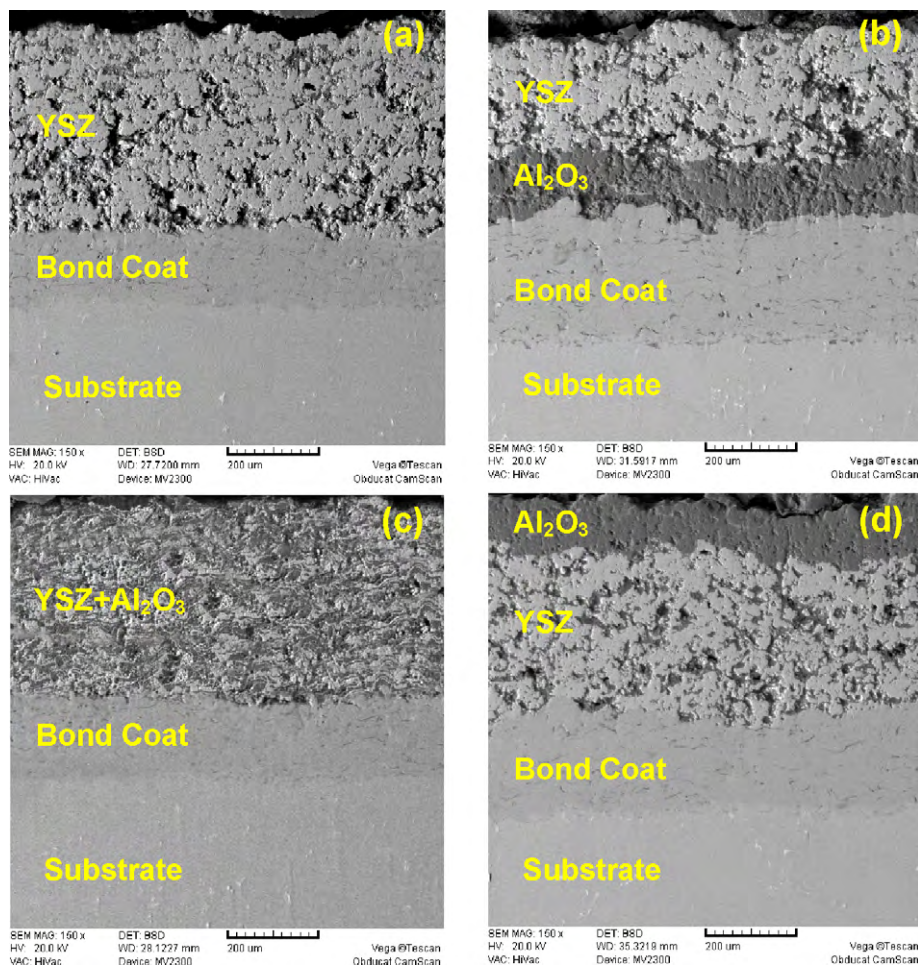 (a)
YSZ
Bond Coat
Substrate
SEM MAG: 150 x DET: BSD
HV: 20.0 kV WD: 27.7200 mm 200 um Vega ©Tescan
VAC: HiVac Device: MV2300 Obducat CamScan
(b)
YSZ
Al₂O₃
Bond Coat
Substrate
SEM MAG: 150 x DET: BSD
HV: 20.0 kV WD: 31.5917 mm 200 um Vega ©Tescan
VAC: HiVac Device: MV2300 Obducat CamScan
(c)
YSZ+Al₂O₃
Bond Coat
Substrate
SEM MAG: 150 x DET: BSD
HV: 20.0 kV WD: 28.1227 mm 200 um Vega ©Tescan
VAC: HiVac Device: MV2300 Obducat CamScan
Al₂O₃ (d)
YSZ
Bond Coat
Substrate
SEM MAG: 150 x DET: BSD
HV: 20.0 kV WD: 35.3219 mm 200 um Vega ©Tescan
VAC: HiVac Device: MV2300 Obducat CamScan